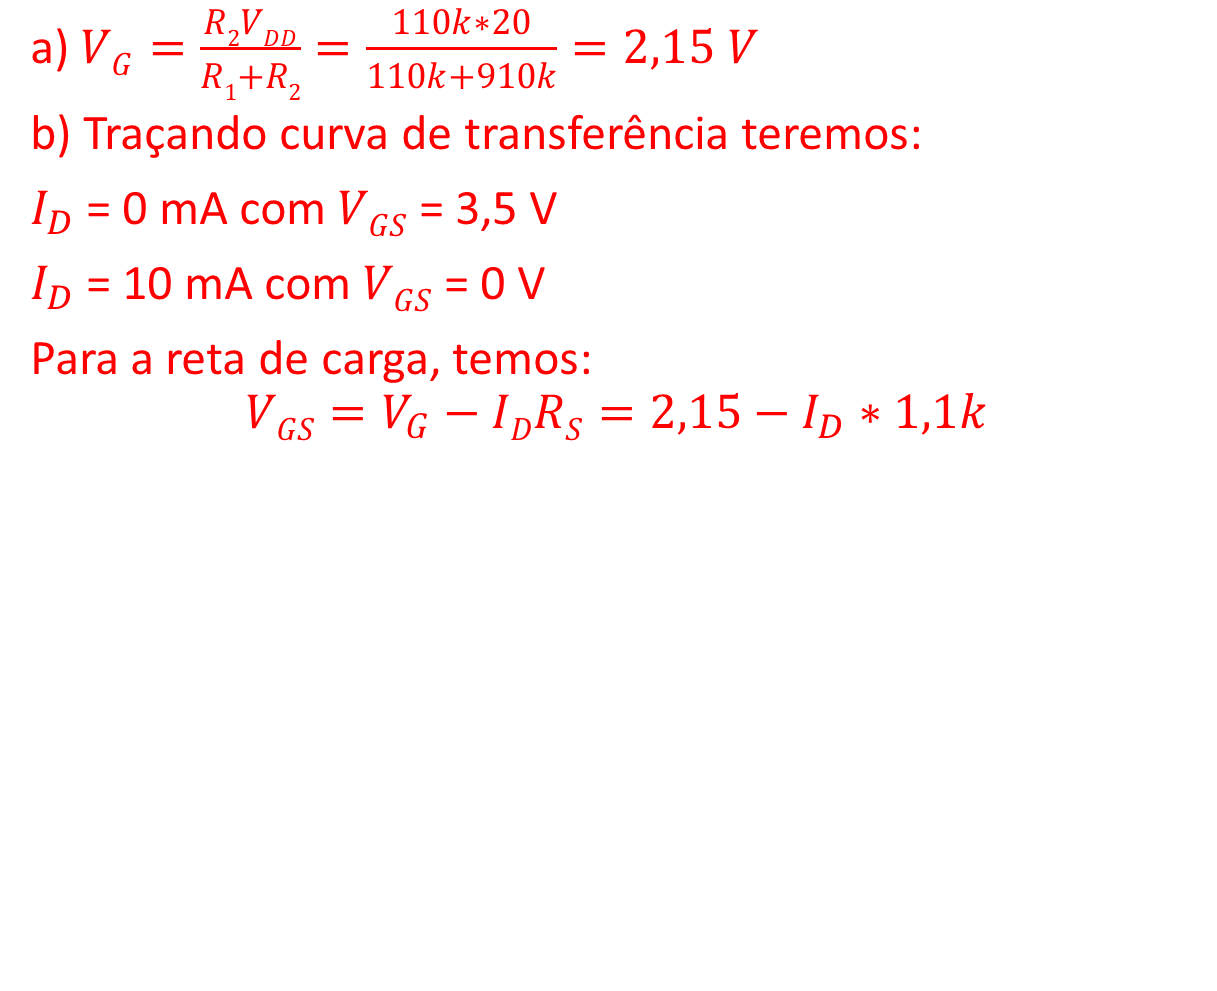 a) V_G = R_2V_DD / R_1+R_2 = 110k*20 / 110k+910k = 2,15 V
b) Traçando curva de transferência teremos:
I_D = 0 mA com V_GS = 3,5 V
I_D = 10 mA com V_GS = 0 V
Para a reta de carga, temos:
V_GS = V_G − I_DR_S = 2,15 − I_D ∗ 1,1k